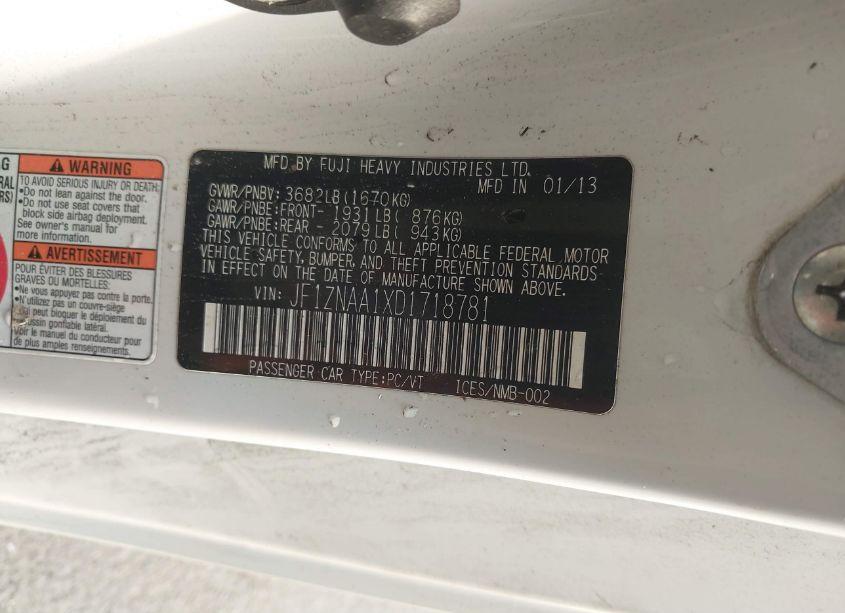 WARNING
TO AVOID SERIOUS INJURY OR DEATH:
•Do not lean against the door.
•Do not use seat covers that
block side airbag deployment.
See owner's manual for
more information.
AVERTISSEMENT
POUR ÉVITER DES BLESSURES
GRAVES OU MORTELLES:
•Ne vous appuyez pas contre la porte.
•N'utilisez pas un couvre-siège
qui peut bloquer le déploiement du
coussin gonflable latéral.
Voir le manuel du conducteur pour
de plus amples renseignements.
MFD BY FUJI HEAVY INDUSTRIES LTD.
MFD IN 01/13
GVWR/PNBV: 3682LB(1670KG)
GAWR/PNBE:FRONT- 1931LB( 876KG)
GAWR/PNBE:REAR - 2079LB( 943KG)
THIS VEHICLE CONFORMS TO ALL APPLICABLE FEDERAL MOTOR
VEHICLE SAFETY, BUMPER, AND THEFT PREVENTION STANDARDS
IN EFFECT ON THE DATE OF MANUFACTURE SHOWN ABOVE.
VIN: JF1ZNAA1XD1718781
PASSENGER CAR TYPE:PC/VT ICES/NMB-002